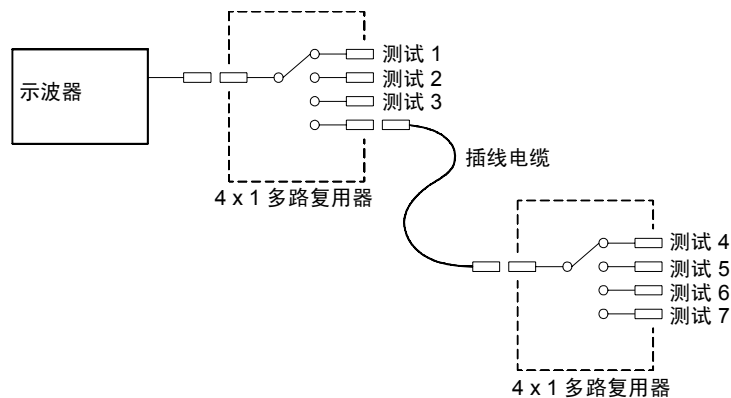 示波器
测试 1
测试 2
测试 3
插线电缆
4 x 1 多路复用器
测试 4
测试 5
测试 6
测试 7
4 x 1 多路复用器